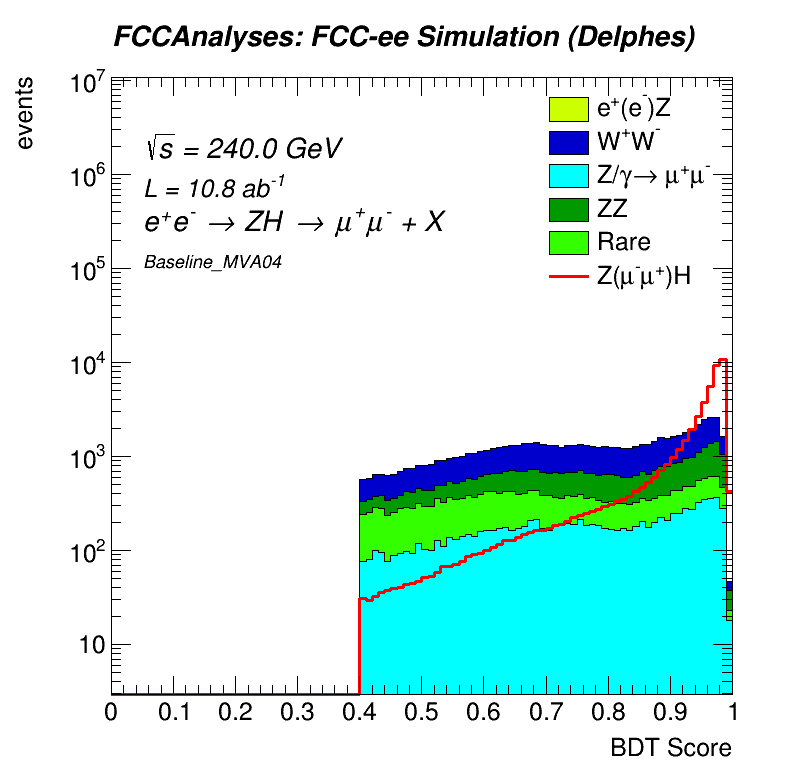 FCCAnalyses: FCC-ee Simulation (Delphes)
events
10⁷
10⁶
10⁵
10⁴
10³
10²
10
√s = 240.0 GeV
L = 10.8 ab⁻¹
e⁺e⁻ → ZH → μ⁺μ⁻ + X
Baseline_MVA04
e⁺(e⁻)Z
W⁺W⁻
Z/γ→ μ⁺μ⁻
ZZ
Rare
Z(μ⁻μ⁺)H
0 0.1 0.2 0.3 0.4 0.5 0.6 0.7 0.8 0.9 1
BDT Score